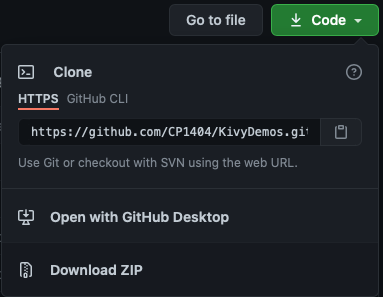 Go to file
Code
Clone
HTTPS GitHub CLI
https://github.com/CP1404/KivyDemos.git
Use Git or checkout with SVN using the web URL.
Open with GitHub Desktop
Download ZIP